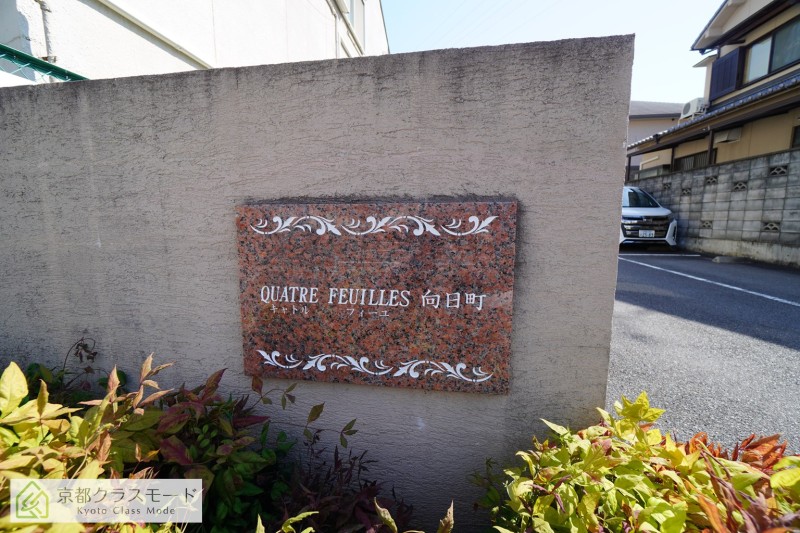 QUATRE FEUILLES 向日町
キャトル フィーユ
京都クラスモード
Kyoto Class Mode